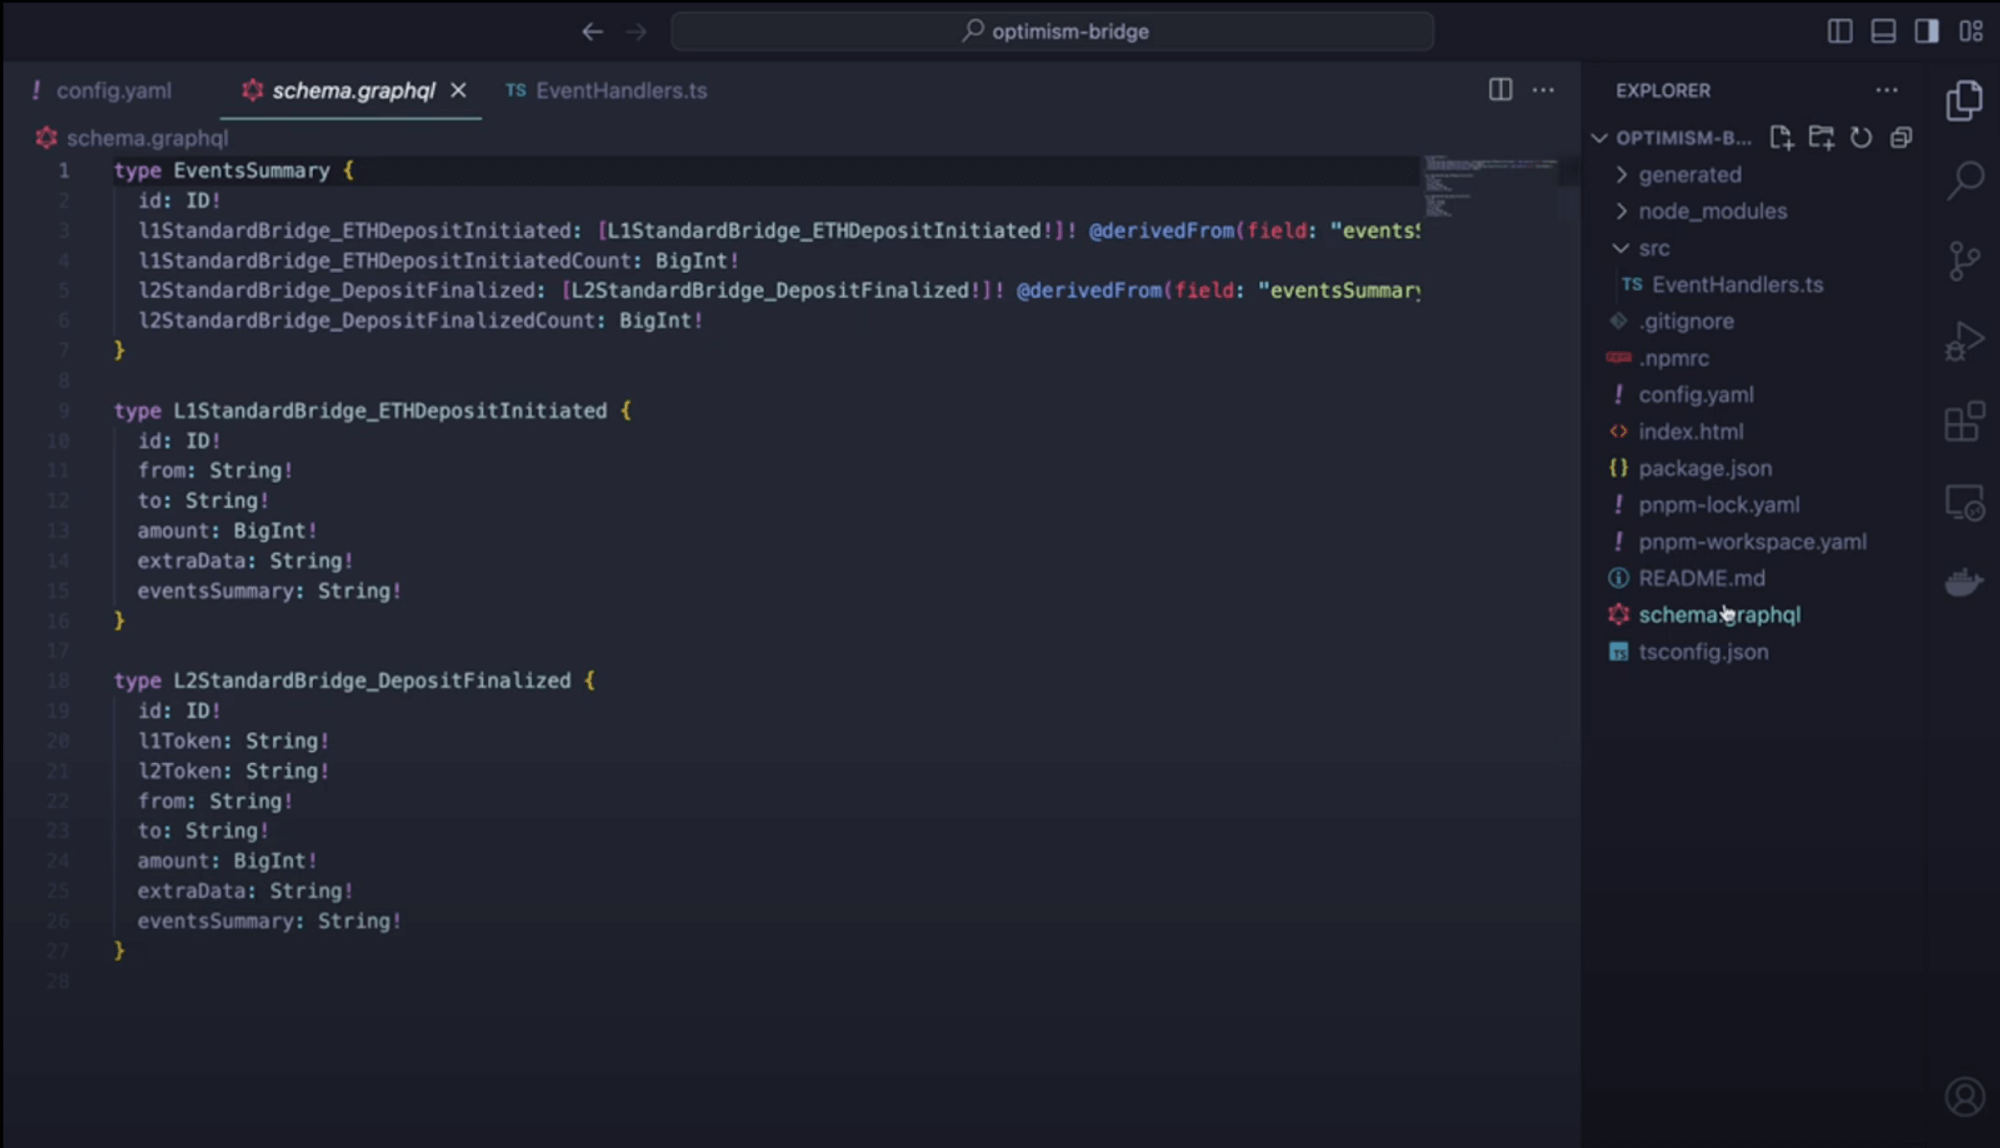 optimism-bridge
! config.yaml
schema.graphql
TS EventHandlers.ts
schema.graphql
1 type EventsSummary {
2 id: ID!
3 l1StandardBridge_ETHDepositInitiated: [L1StandardBridge_ETHDepositInitiated!]! @derivedFrom(field: "events
4 l1StandardBridge_ETHDepositInitiatedCount: BigInt!
5 l2StandardBridge_DepositFinalized: [L2StandardBridge_DepositFinalized!]! @derivedFrom(field: "eventsSummary
6 l2StandardBridge_DepositFinalizedCount: BigInt!
7 }
8
9 type L1StandardBridge_ETHDepositInitiated {
10 id: ID!
11 from: String!
12 to: String!
13 amount: BigInt!
14 extraData: String!
15 eventsSummary: String!
16 }
17
18 type L2StandardBridge_DepositFinalized {
19 id: ID!
20 l1Token: String!
21 l2Token: String!
22 from: String!
23 to: String!
24 amount: BigInt!
25 extraData: String!
26 eventsSummary: String!
27 }
28
EXPLORER
OPTIMISM-B...
generated
node_modules
src
TS EventHandlers.ts
.gitignore
.npmrc
! config.yaml
<> index.html
{} package.json
! pnpm-lock.yaml
! pnpm-workspace.yaml
README.md
schema.graphql
TS tsconfig.json